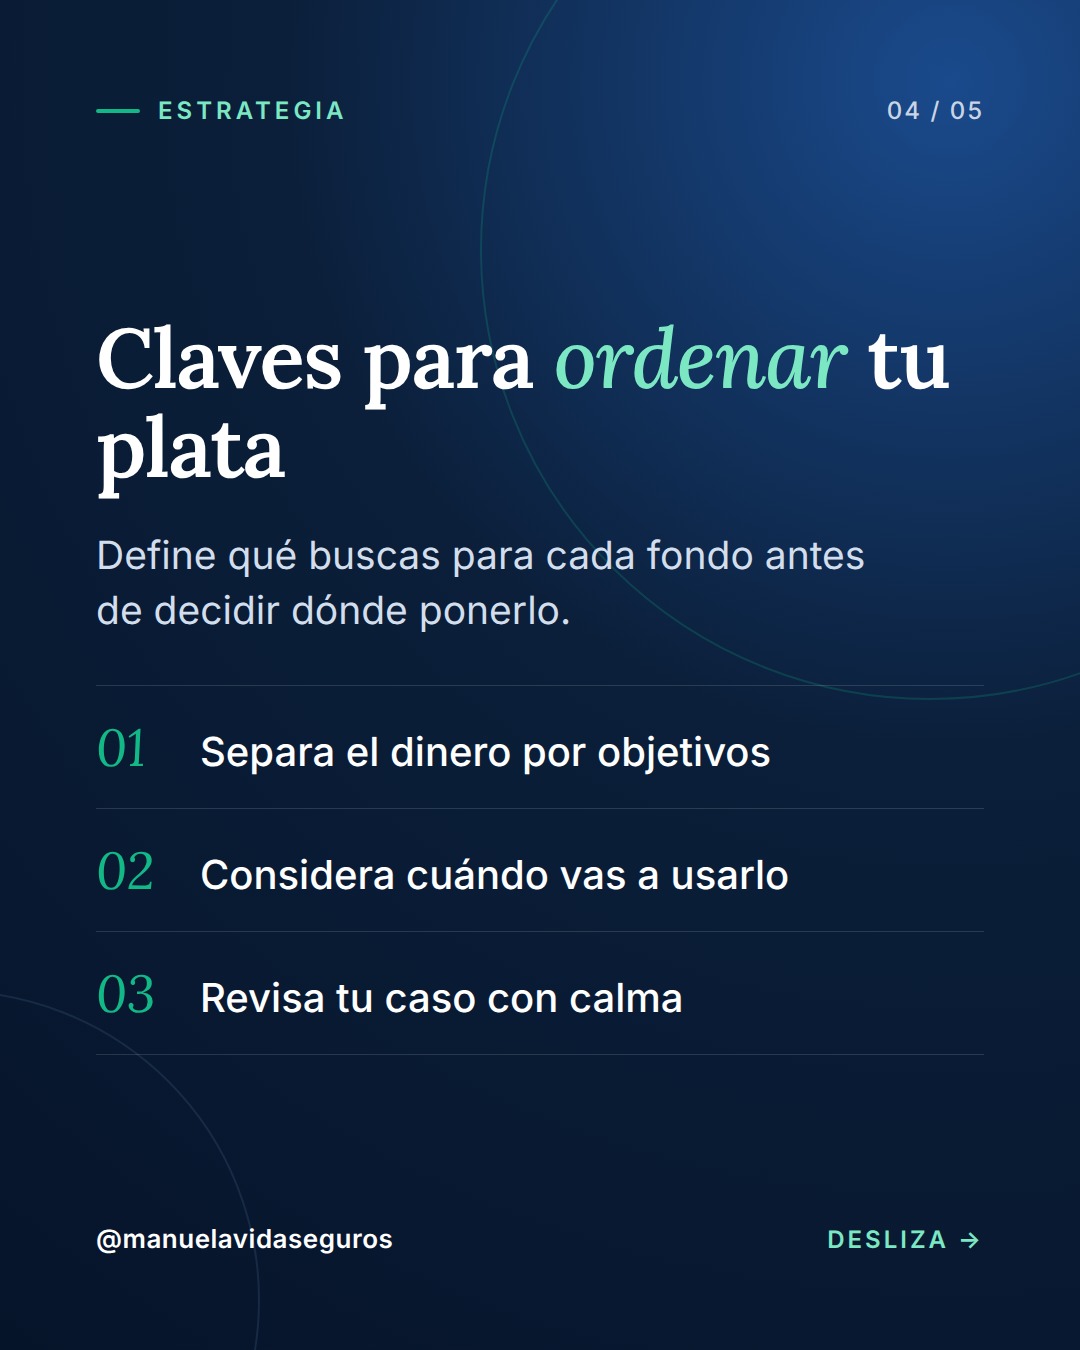 ESTRATEGIA
04 / 05
Claves para ordenar tu
plata
Define qué buscas para cada fondo antes
de decidir dónde ponerlo.
01 Separa el dinero por objetivos
02 Considera cuándo vas a usarlo
03 Revisa tu caso con calma
@manuelavidaseguros
DESLIZA →